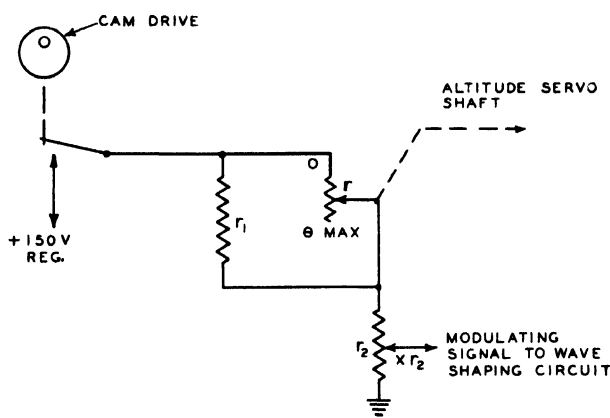 CAM DRIVE
ALTITUDE SERVO
SHAFT
O
r
r1
θ MAX
+150V
REG.
r2
x r2
MODULATING
SIGNAL TO WAVE
SHAPING CIRCUIT